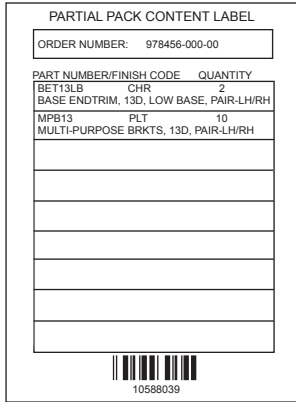 PARTIAL PACK CONTENT LABEL
ORDER NUMBER: 978456-000-00
PART NUMBER/FINISH CODE QUANTITY
BET13LB CHR 2
BASE ENDTRIM, 13D, LOW BASE, PAIR-LH/RH
MPB13 PLT 10
MULTI-PURPOSE BRKTS, 13D, PAIR-LH/RH
10588039